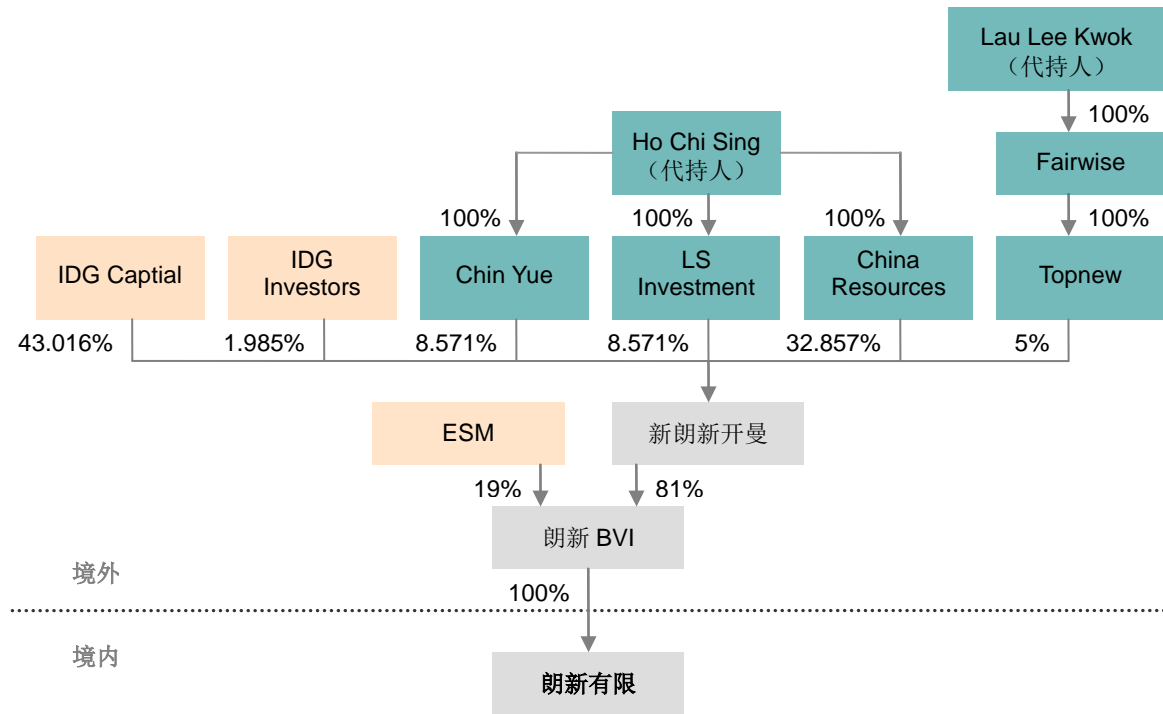 Lau Lee Kwok
（代持人）
100%
Ho Chi Sing
（代持人）
Fairwise
100%
100%
100%
100%
IDG Captial
IDG
Investors
Chin Yue
LS
Investment
China
Resources
Topnew
43.016%
1.985%
8.571%
8.571%
32.857%
5%
ESM
新朗新开曼
19%
81%
朗新 BVI
境外
100%
境内
朗新有限